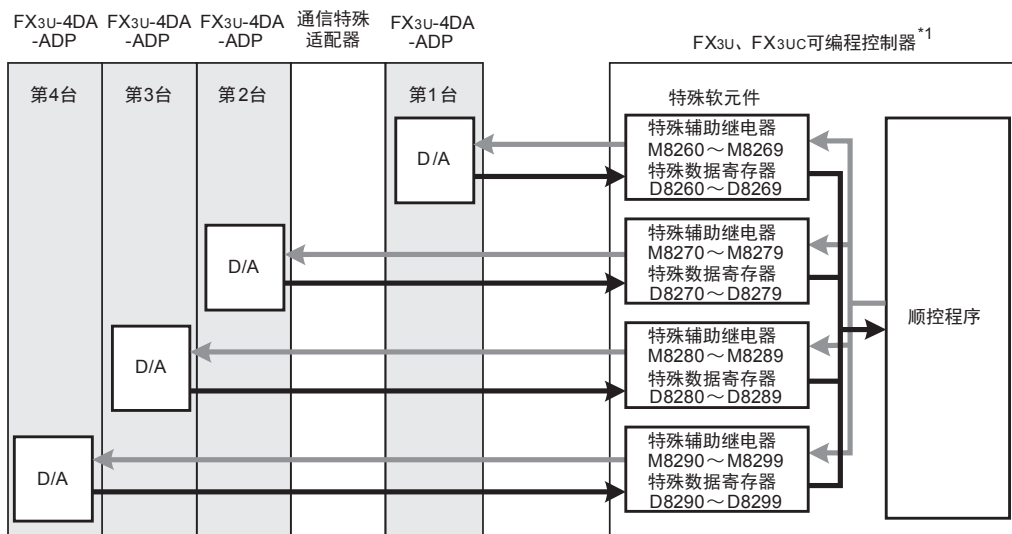 FX3U-4DA
-ADP
FX3U-4DA
-ADP
FX3U-4DA
-ADP
通信特殊
适配器
FX3U-4DA
-ADP
FX3U、FX3UC可编程控制器*1
第4台
第3台
第2台
第1台
特殊软元件
D/A
特殊辅助继电器
M8260～M8269
特殊数据寄存器
D8260～D8269
D/A
特殊辅助继电器
M8270～M8279
特殊数据寄存器
D8270～D8279
顺控程序
D/A
特殊辅助继电器
M8280～M8289
特殊数据寄存器
D8280～D8289
D/A
特殊辅助继电器
M8290～M8299
特殊数据寄存器
D8290～D8299